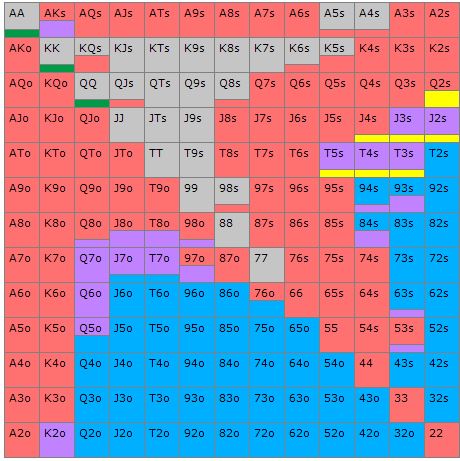 AA AKs AQs AJs ATs A9s A8s A7s A6s A5s A4s A3s A2s
AKo KK KQs KJs KTs K9s K8s K7s K6s K5s K4s K3s K2s
AQo KQo QQ QJs QTs Q9s Q8s Q7s Q6s Q5s Q4s Q3s Q2s
AJo KJo QJo JJ JTs J9s J8s J7s J6s J5s J4s J3s J2s
ATo KTo QTo JTo TT T9s T8s T7s T6s T5s T4s T3s T2s
A9o K9o Q9o J9o T9o 99 98s 97s 96s 95s 94s 93s 92s
A8o K8o Q8o J8o T8o 98o 88 87s 86s 85s 84s 83s 82s
A7o K7o Q7o J7o T7o 97o 87o 77 76s 75s 74s 73s 72s
A6o K6o Q6o J6o T6o 96o 86o 76o 66 65s 64s 63s 62s
A5o K5o Q5o J5o T5o 95o 85o 75o 65o 55 54s 53s 52s
A4o K4o Q4o J4o T4o 94o 84o 74o 64o 54o 44 43s 42s
A3o K3o Q3o J3o T3o 93o 83o 73o 63o 53o 43o 33 32s
A2o K2o Q2o J2o T2o 92o 82o 72o 62o 52o 42o 32o 22